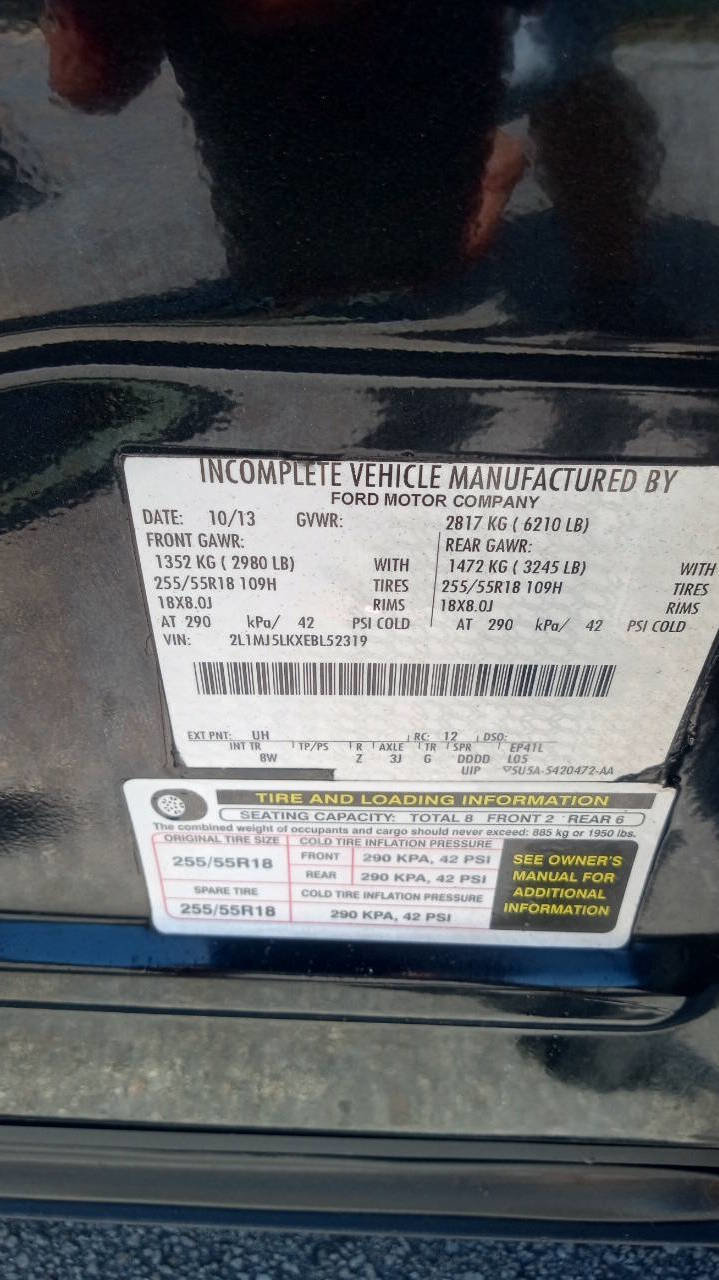 INCOMPLETE VEHICLE MANUFACTURED BY
FORD MOTOR COMPANY
DATE: 10/13 GVWR: 2817 KG ( 6210 LB)
FRONT GAWR: REAR GAWR:
1352 KG ( 2980 LB) WITH 1472 KG ( 3245 LB) WITH
255/55R18 109H TIRES 255/55R18 109H TIRES
18X8.0J RIMS 18X8.0J RIMS
AT 290 kPa/ 42 PSI COLD AT 290 kPa/ 42 PSI COLD
VIN: 2L1MJ5LKXEBL52319
EXT PNT: UH RC: 12 DSO:
INT TR TP/PS R AXLE TR SPR EP41L
8W Z 3J G DDDD L05
UIP 5U5A-5420472-AA
TIRE AND LOADING INFORMATION
SEATING CAPACITY: TOTAL 8 FRONT 2 REAR 6
The combined weight of occupants and cargo should never exceed: 885 kg or 1950 lbs.
ORIGINAL TIRE SIZE COLD TIRE INFLATION PRESSURE
255/55R18 FRONT 290 KPA, 42 PSI
REAR 290 KPA, 42 PSI
SPARE TIRE COLD TIRE INFLATION PRESSURE
255/55R18 290 KPA, 42 PSI
SEE OWNER'S
MANUAL FOR
ADDITIONAL
INFORMATION